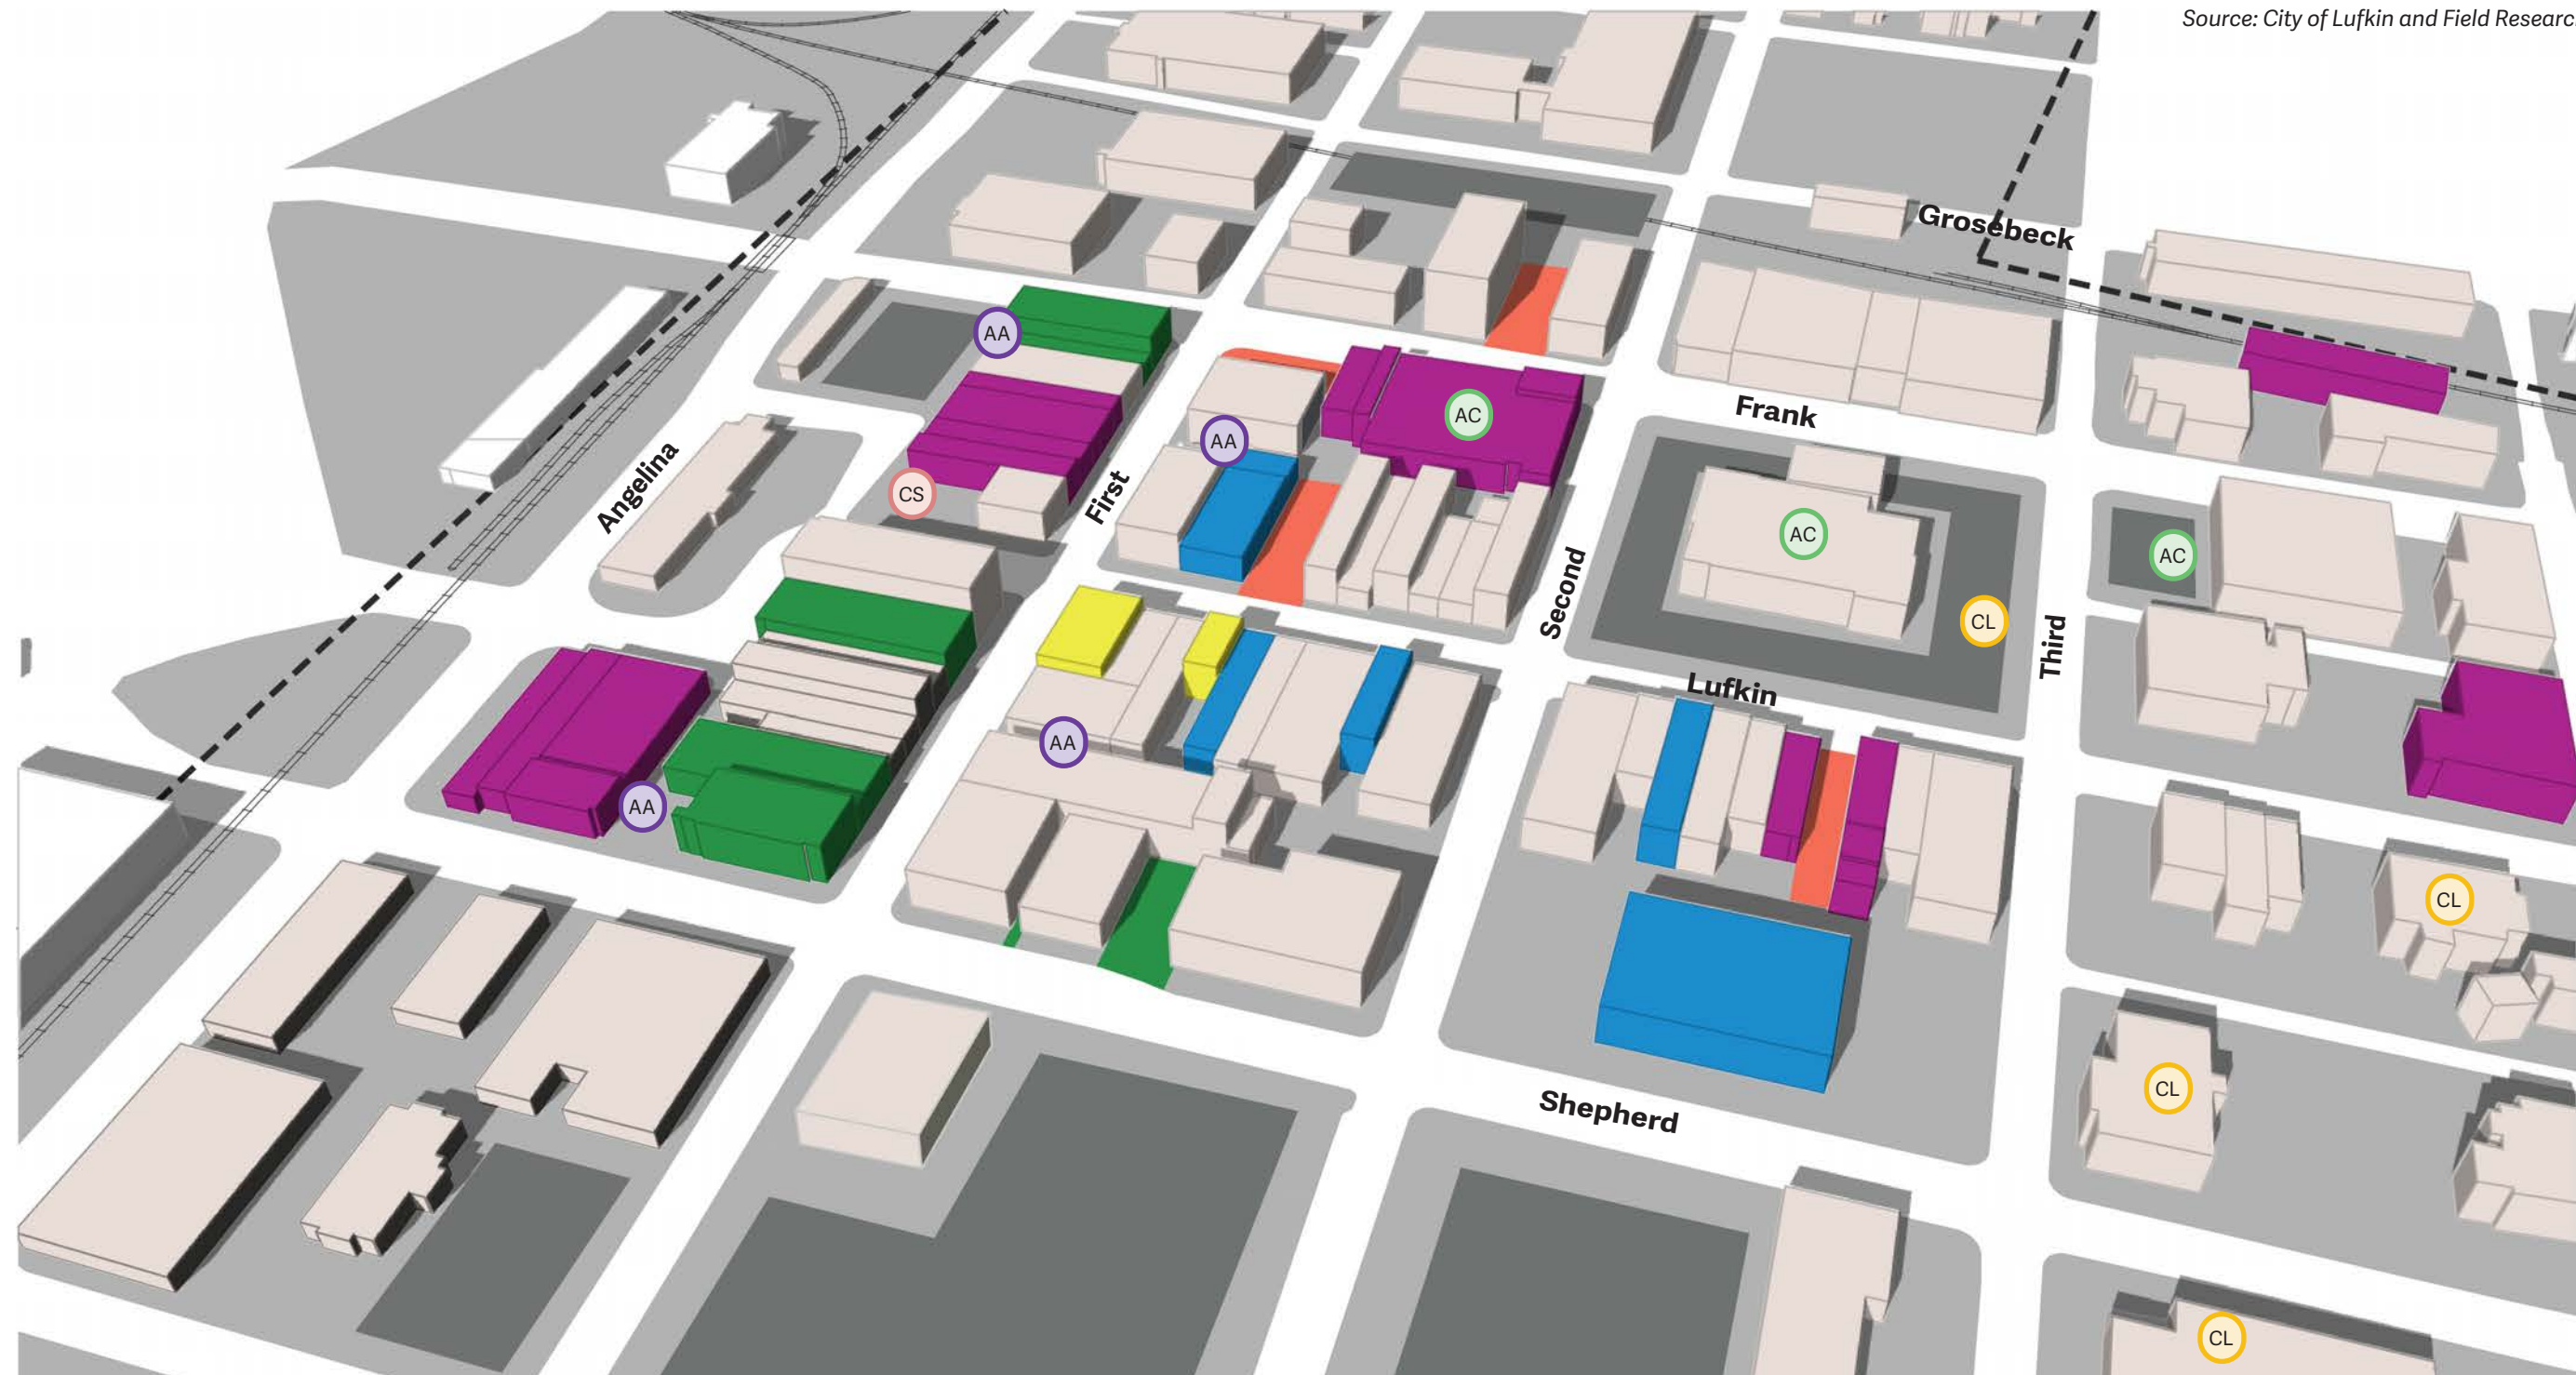 Source: City of Lufkin and Field Researc
Grosebeck
AA
Frank
AC
AA
Angelina
First
CS
AC
AC
Second
CL
Third
Lufkin
AA
AA
CL
CL
Shepherd
CL